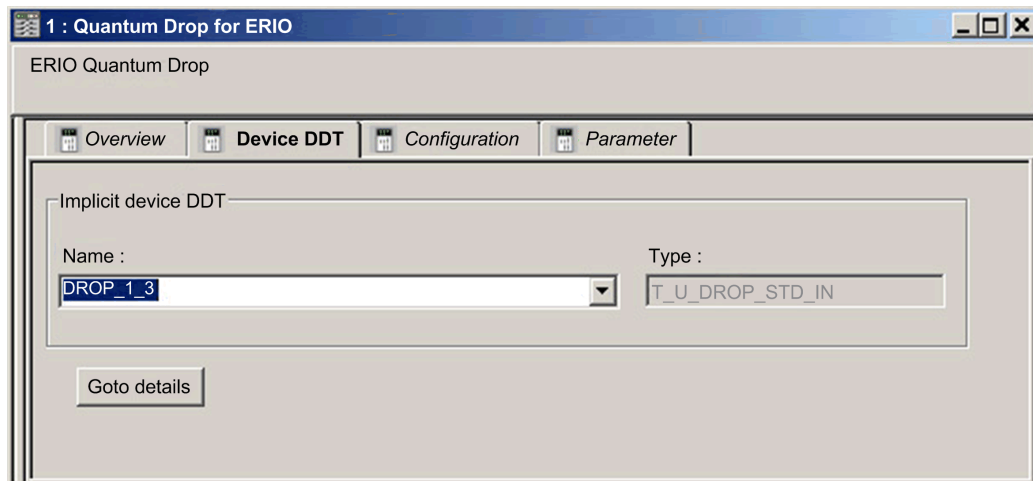 1 : Quantum Drop for ERIO
ERIO Quantum Drop
Overview Device DDT Configuration Parameter
Implicit device DDT
Name : Type :
DROP_1_3 T_U_DROP_STD_IN
Goto details